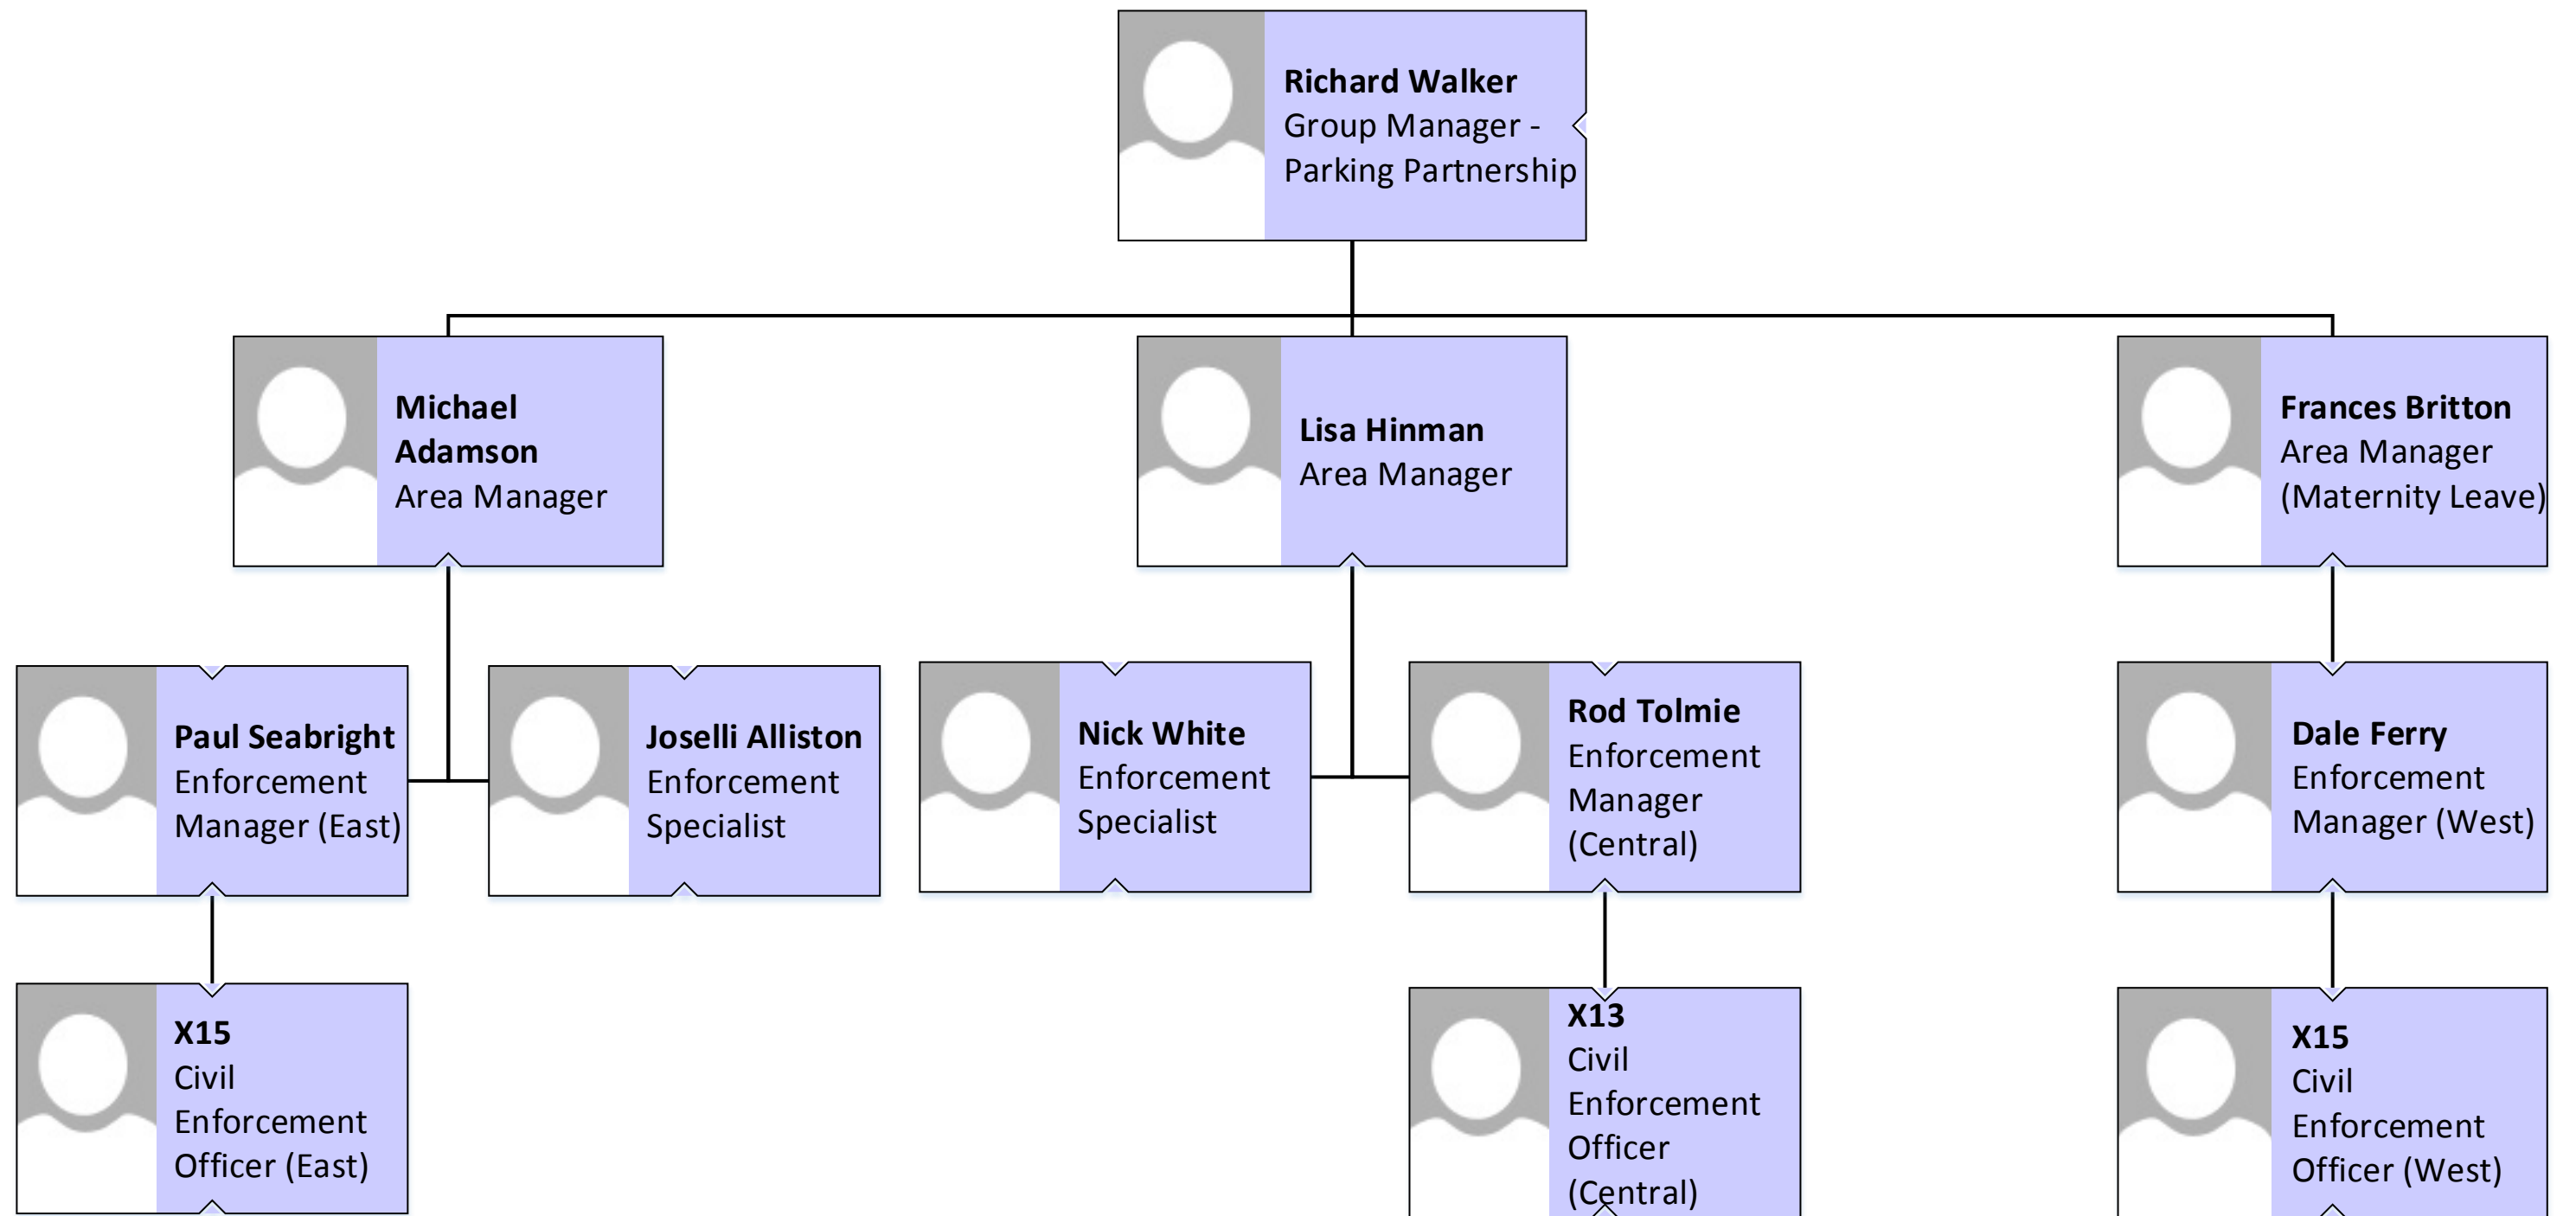 Richard Walker
Group Manager -
Parking Partnership
Michael
Adamson
Area Manager
Lisa Hinman
Area Manager
Frances Britton
Area Manager
(Maternity Leave)
Paul Seabright
Enforcement
Manager (East)
Joselli Alliston
Enforcement
Specialist
Nick White
Enforcement
Specialist
Rod Tolmie
Enforcement
Manager
(Central)
Dale Ferry
Enforcement
Manager (West)
X15
Civil
Enforcement
Officer (East)
X13
Civil
Enforcement
Officer
(Central)
X15
Civil
Enforcement
Officer (West)